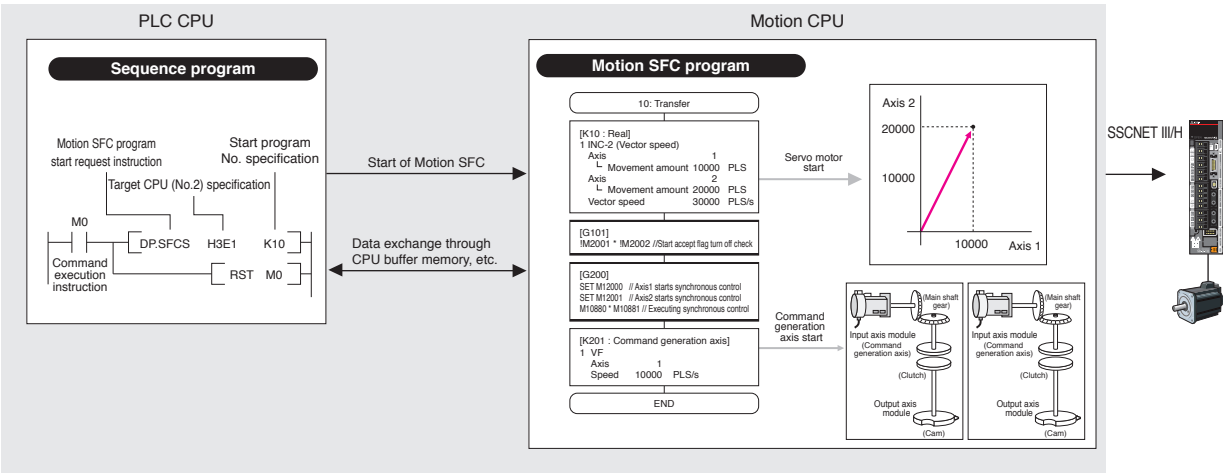 PLC CPU
Sequence program
Motion SFC program
start request instruction
Start program
No. specification
Target CPU (No.2) specification
M0
DP.SFCS H3E1 K10
Command
execution
instruction
RST M0
Start of Motion SFC
Data exchange through
CPU buffer memory, etc.
Motion CPU
Motion SFC program
10: Transfer
[K10 : Real]
1 INC-2 (Vector speed)
Axis 1
Movement amount 10000 PLS
Axis 2
Movement amount 20000 PLS
Vector speed 30000 PLS/s
[G101]
!M2001 * !M2002 //Start accept flag turn off check
[G200]
SET M12000 // Axis1 starts synchronous control
SET M12001 // Axis2 starts synchronous control
M10880 * M10881 // Executing synchronous control
[K201 : Command generation axis]
1 VF
Axis 1
Speed 10000 PLS/s
END
Servo motor
start
Axis 2
20000
10000
10000 Axis 1
Command
generation
axis start
(Main shaft
gear)
Input axis module
(Command
generation axis)
(Clutch)
Output axis
module
(Cam)
(Main shaft
gear)
Input axis module
(Command
generation axis)
(Clutch)
Output axis
module
(Cam)
SSCNET III/H